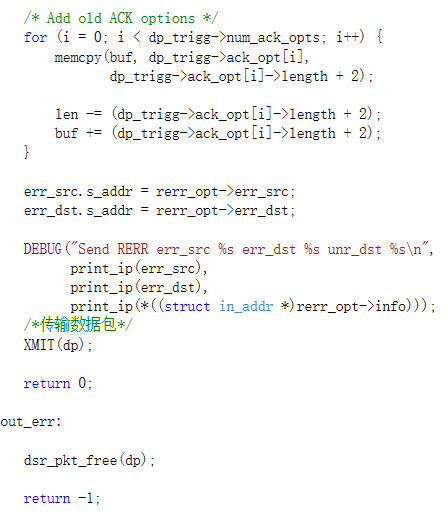 /* Add old ACK options */
for (i = 0; i < dp_trigg->num_ack_opts; i++) {
memcpy(buf, dp_trigg->ack_opt[i],
dp_trigg->ack_opt[i]->length + 2);
len -= (dp_trigg->ack_opt[i]->length + 2);
buf += (dp_trigg->ack_opt[i]->length + 2);
}
err_src.s_addr = rerr_opt->err_src;
err_dst.s_addr = rerr_opt->err_dst;
DEBUG("Send RERR err_src %s err_dst %s unr_dst %s\n",
print_ip(err_src),
print_ip(err_dst),
print_ip(*((struct in_addr *)rerr_opt->info)));
/*传输数据包*/
XMIT(dp);
return 0;
out_err:
dsr_pkt_free(dp);
return -1;